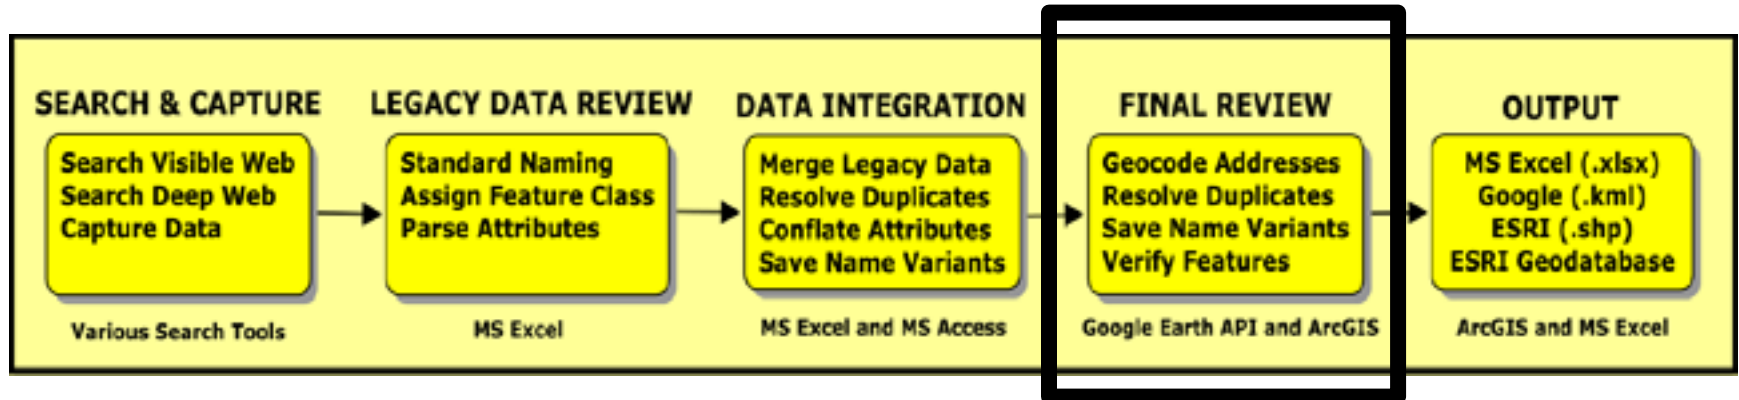 SEARCH & CAPTURE
Search Visible Web
Search Deep Web
Capture Data
Various Search Tools
LEGACY DATA REVIEW
Standard Naming
Assign Feature Class
Parse Attributes
MS Excel
DATA INTEGRATION
Merge Legacy Data
Resolve Duplicates
Conflate Attributes
Save Name Variants
MS Excel and MS Access
FINAL REVIEW
Geocode Addresses
Resolve Duplicates
Save Name Variants
Verify Features
Google Earth API and ArcGIS
OUTPUT
MS Excel (.xlsx)
Google (.kml)
ESRI (.shp)
ESRI Geodatabase
ArcGIS and MS Excel